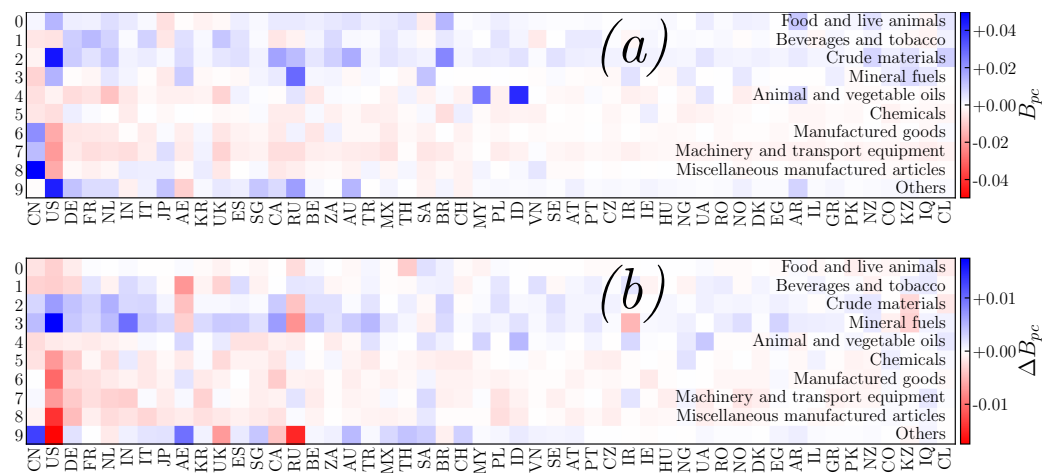 (a)
0 Food and live animals
1 Beverages and tobacco
2 Crude materials
3 Mineral fuels
4 Animal and vegetable oils
5 Chemicals
6 Manufactured goods
7 Machinery and transport equipment
8 Miscellaneous manufactured articles
9 Others
CN US DE FR NL IN IT JP AE KR UK ES SG CA RU BE ZA AU TR MX TH SA BR CH MY PL ID VN SE AT PT CZ IR IE HU NG UA RO NO DK EG AR IL GR PK NZ CO KZ IQ CL
+0.04
+0.02
+0.00
-0.02
-0.04
B_pc
(b)
0 Food and live animals
1 Beverages and tobacco
2 Crude materials
3 Mineral fuels
4 Animal and vegetable oils
5 Chemicals
6 Manufactured goods
7 Machinery and transport equipment
8 Miscellaneous manufactured articles
9 Others
CN US DE FR NL IN IT JP AE KR UK ES SG CA RU BE ZA AU TR MX TH SA BR CH MY PL ID VN SE AT PT CZ IR IE HU NG UA RO NO DK EG AR IL GR PK NZ CO KZ IQ CL
+0.01
+0.00
-0.01
ΔB_pc